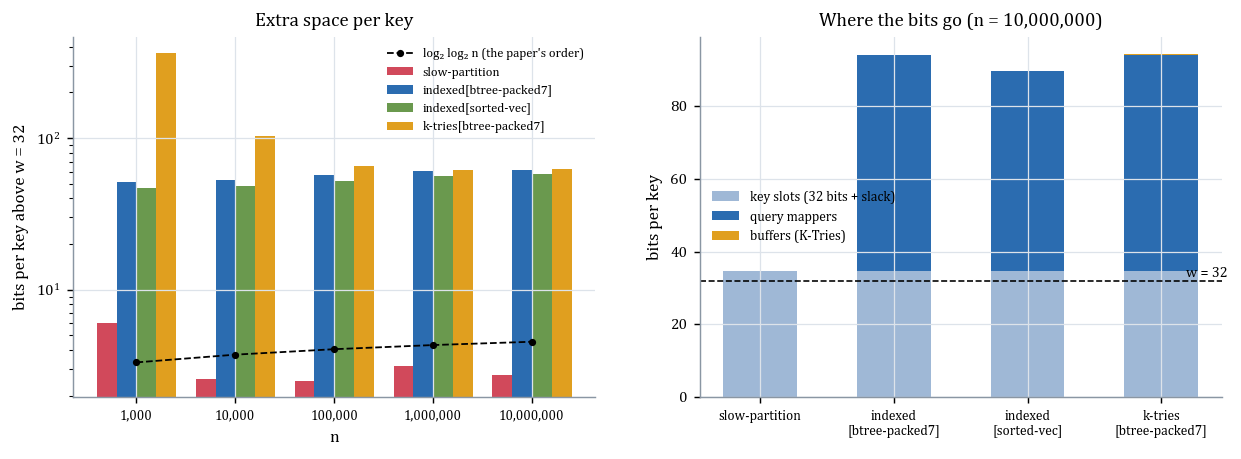 Extra space per key
bits per key above w = 32
10²
10¹
log₂ log₂ n (the paper's order)
slow-partition
indexed[btree-packed7]
indexed[sorted-vec]
k-tries[btree-packed7]
1,000
10,000
100,000
1,000,000
10,000,000
n
Where the bits go (n = 10,000,000)
bits per key
80
60
40
20
0
key slots (32 bits + slack)
query mappers
buffers (K-Tries)
w = 32
slow-partition
indexed
[btree-packed7]
indexed
[sorted-vec]
k-tries
[btree-packed7]